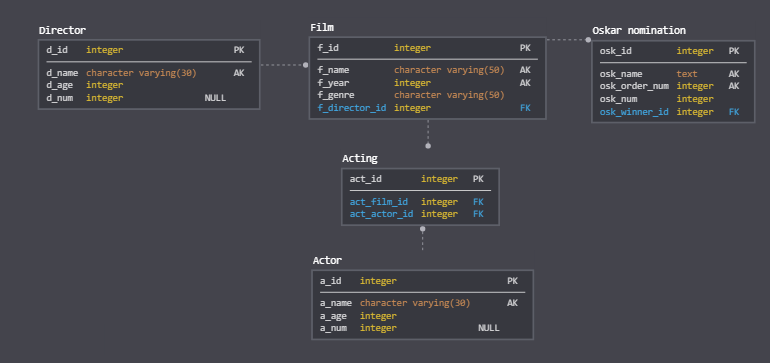 Director
d_id integer PK
d_name character varying(30) AK
d_age integer
d_num integer NULL
Film
f_id integer PK
f_name character varying(50) AK
f_year integer AK
f_genre character varying(50)
f_director_id integer FK
Oskar nomination
osk_id integer PK
osk_name text AK
osk_order_num integer AK
osk_num integer
osk_winner_id integer FK
Acting
act_id integer PK
act_film_id integer FK
act_actor_id integer FK
Actor
a_id integer PK
a_name character varying(30) AK
a_age integer
a_num integer NULL